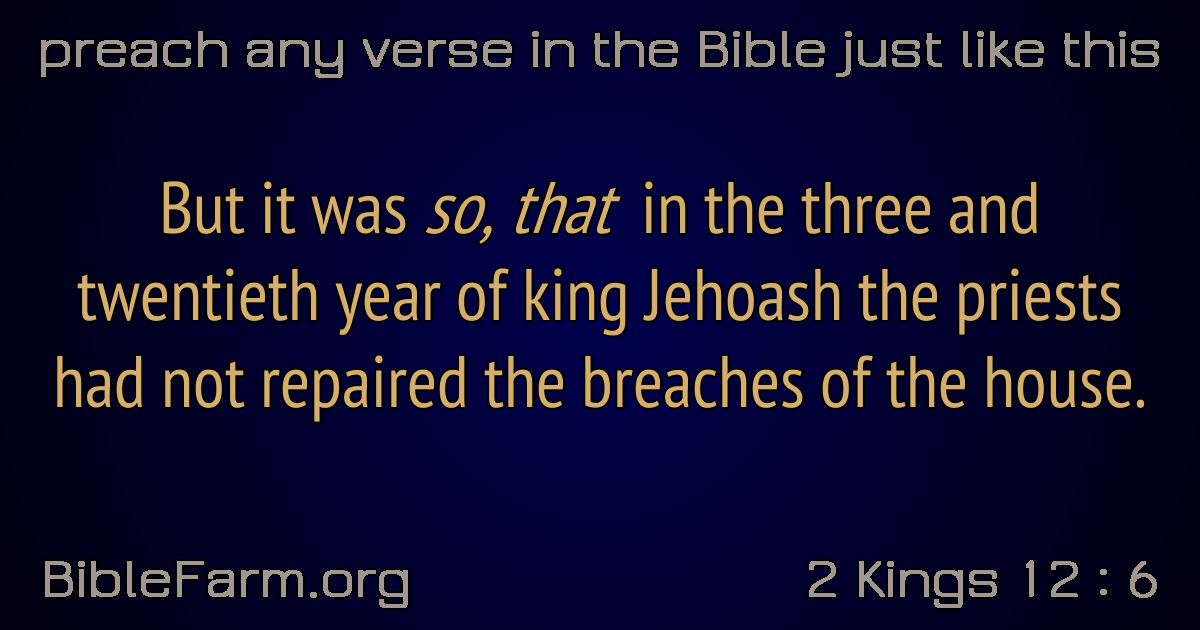 preach any verse in the Bible just like this
But it was so, that in the three and
twentieth year of king Jehoash the priests
had not repaired the breaches of the house.
BibleFarm.org
2 Kings 12 : 6